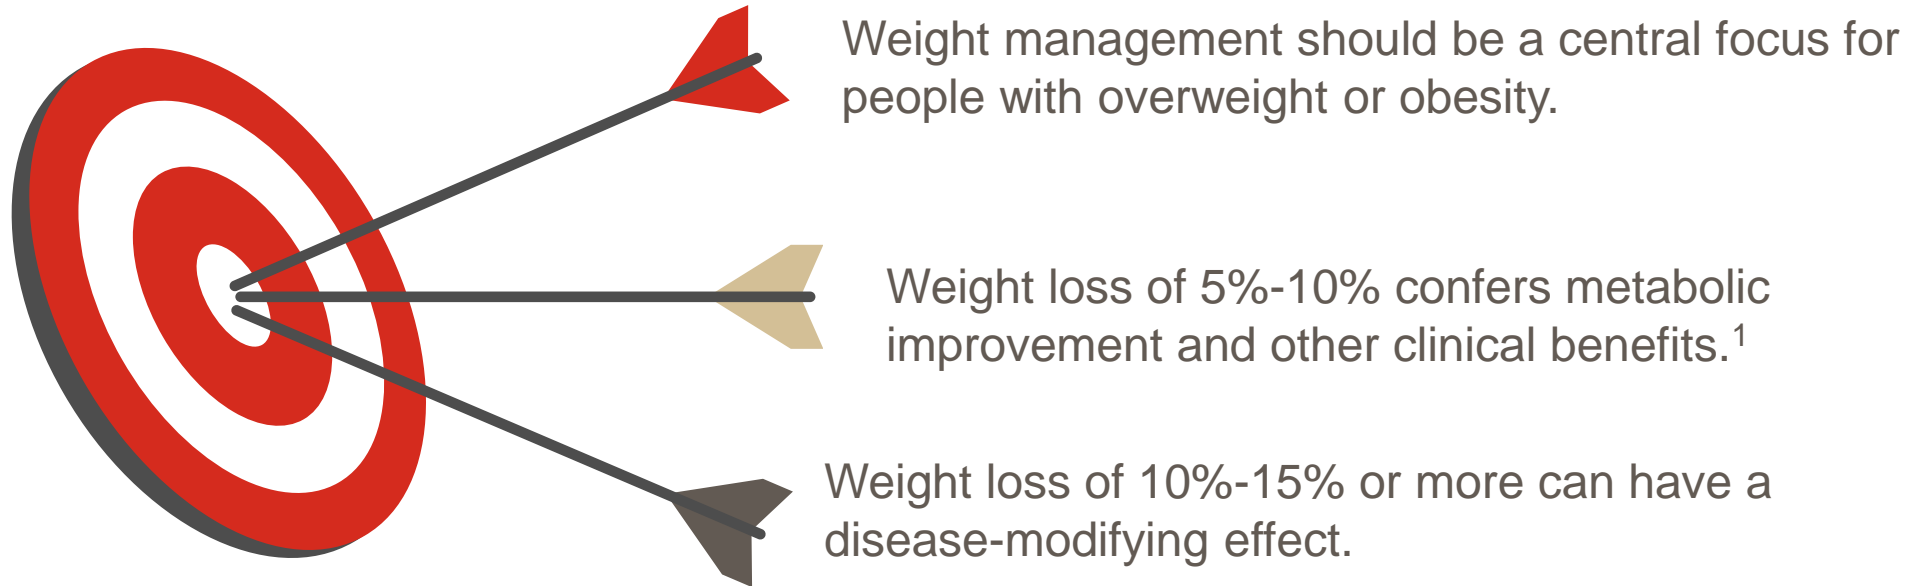 Weight management should be a central focus for
people with overweight or obesity.
Weight loss of 5%-10% confers metabolic
improvement and other clinical benefits.¹
Weight loss of 10%-15% or more can have a
disease-modifying effect.